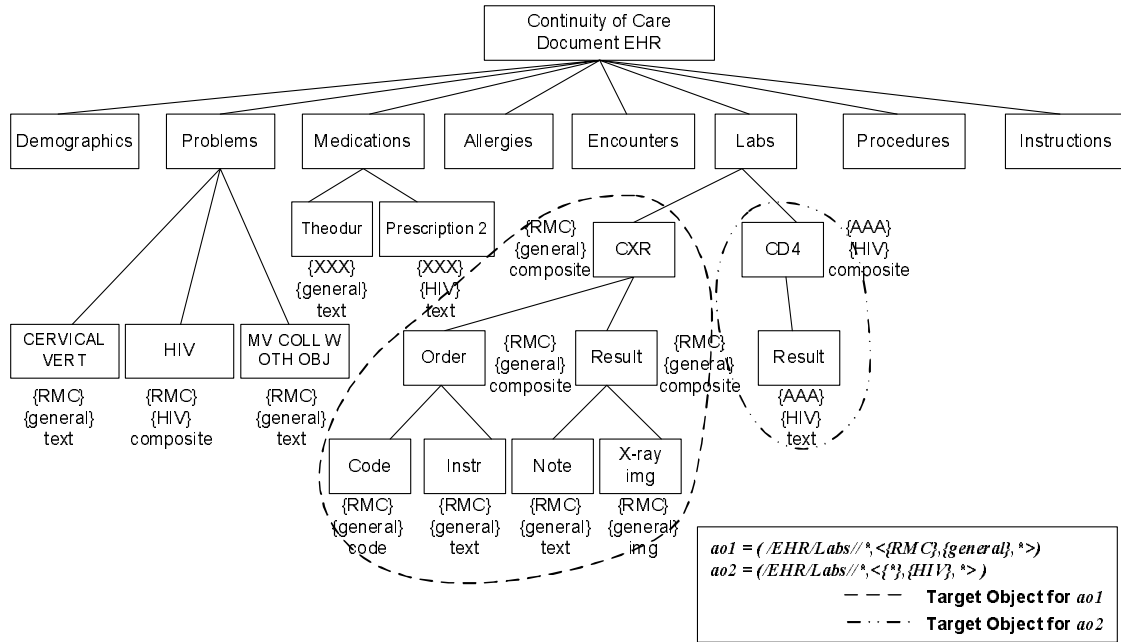 Continuity of Care
Document EHR
Demographics
Problems
Medications
Allergies
Encounters
Labs
Procedures
Instructions
Theodur
{XXX}
{general}
text
Prescription 2
{XXX}
{HIV}
text
{RMC}
{general}
composite
CXR
CD4
{AAA}
{HIV}
composite
CERVICAL
VERT
{RMC}
{general}
text
HIV
{RMC}
{HIV}
composite
MV COLL W
OTH OBJ
{RMC}
{general}
text
Order
{RMC}
{general}
composite
Result
{RMC}
{general}
composite
Result
{AAA}
{HIV}
text
Code
{RMC}
{general}
code
Instr
{RMC}
{general}
text
Note
{RMC}
{general}
text
X-ray
img
{RMC}
{general}
img
ao1 = ( /EHR/Labs//*,<{RMC},{general}, *>)
ao2 = (/EHR/Labs//*,<{*},{HIV}, *> )
Target Object for ao1
Target Object for ao2